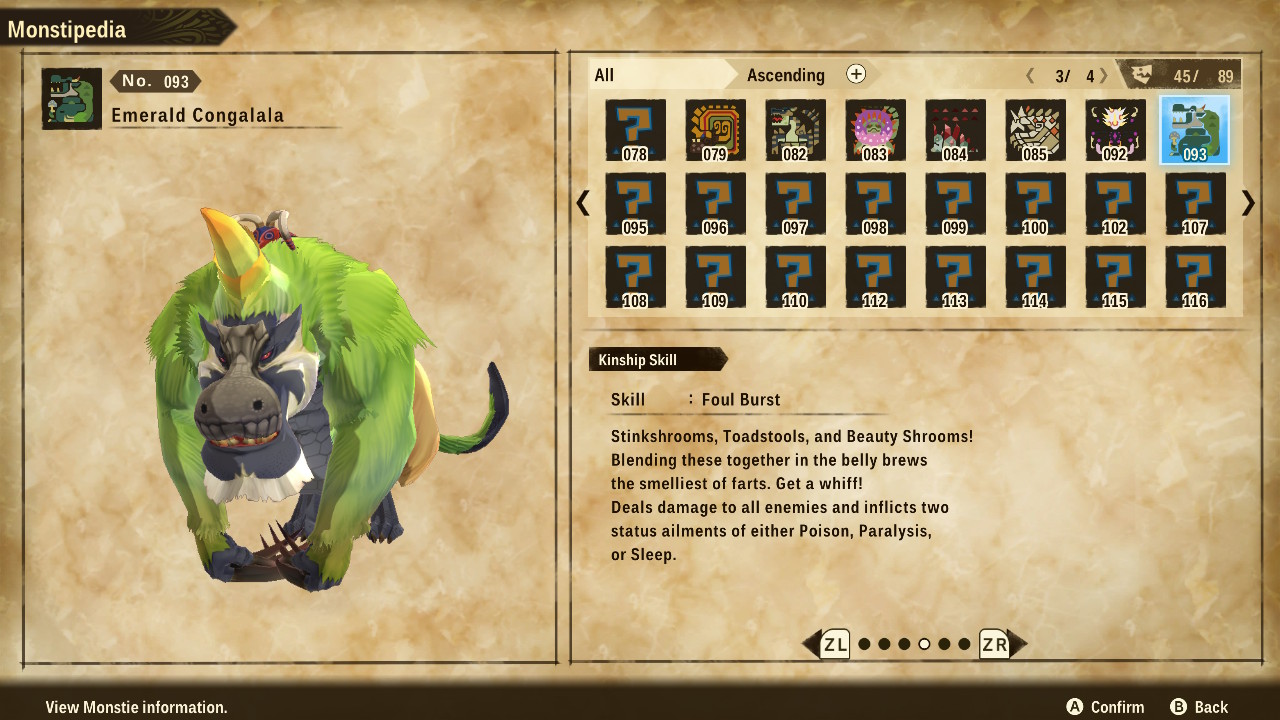 Monstipedia
No. 093
Emerald Congalala
All
Ascending
3/ 4
45/ 89
078 079 082 083 084 085 092 093
095 096 097 098 099 100 102 107
108 109 110 112 113 114 115 116
Kinship Skill
Skill : Foul Burst
Stinkshrooms, Toadstools, and Beauty Shrooms!
Blending these together in the belly brews
the smelliest of farts. Get a whiff!
Deals damage to all enemies and inflicts two
status ailments of either Poison, Paralysis,
or Sleep.
ZL ZR
View Monstie information.
A Confirm B Back